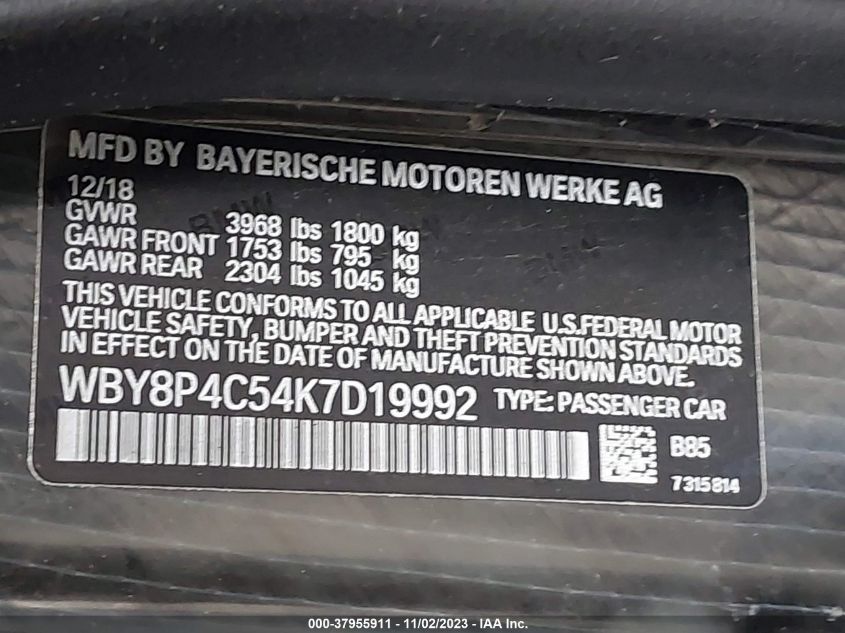 MFD BY BAYERISCHE MOTOREN WERKE AG
12/18
GVWR 3968 lbs 1800 kg
GAWR FRONT 1753 lbs 795 kg
GAWR REAR 2304 lbs 1045 kg
THIS VEHICLE CONFORMS TO ALL APPLICABLE U.S.FEDERAL MOTOR
VEHICLE SAFETY, BUMPER AND THEFT PREVENTION STANDARDS
IN EFFECT ON THE DATE OF MANUFACTURE SHOWN ABOVE.
WBY8P4C54K7D19992 TYPE: PASSENGER CAR
B85
7315814
000-37955911 - 11/02/2023 - IAA Inc.